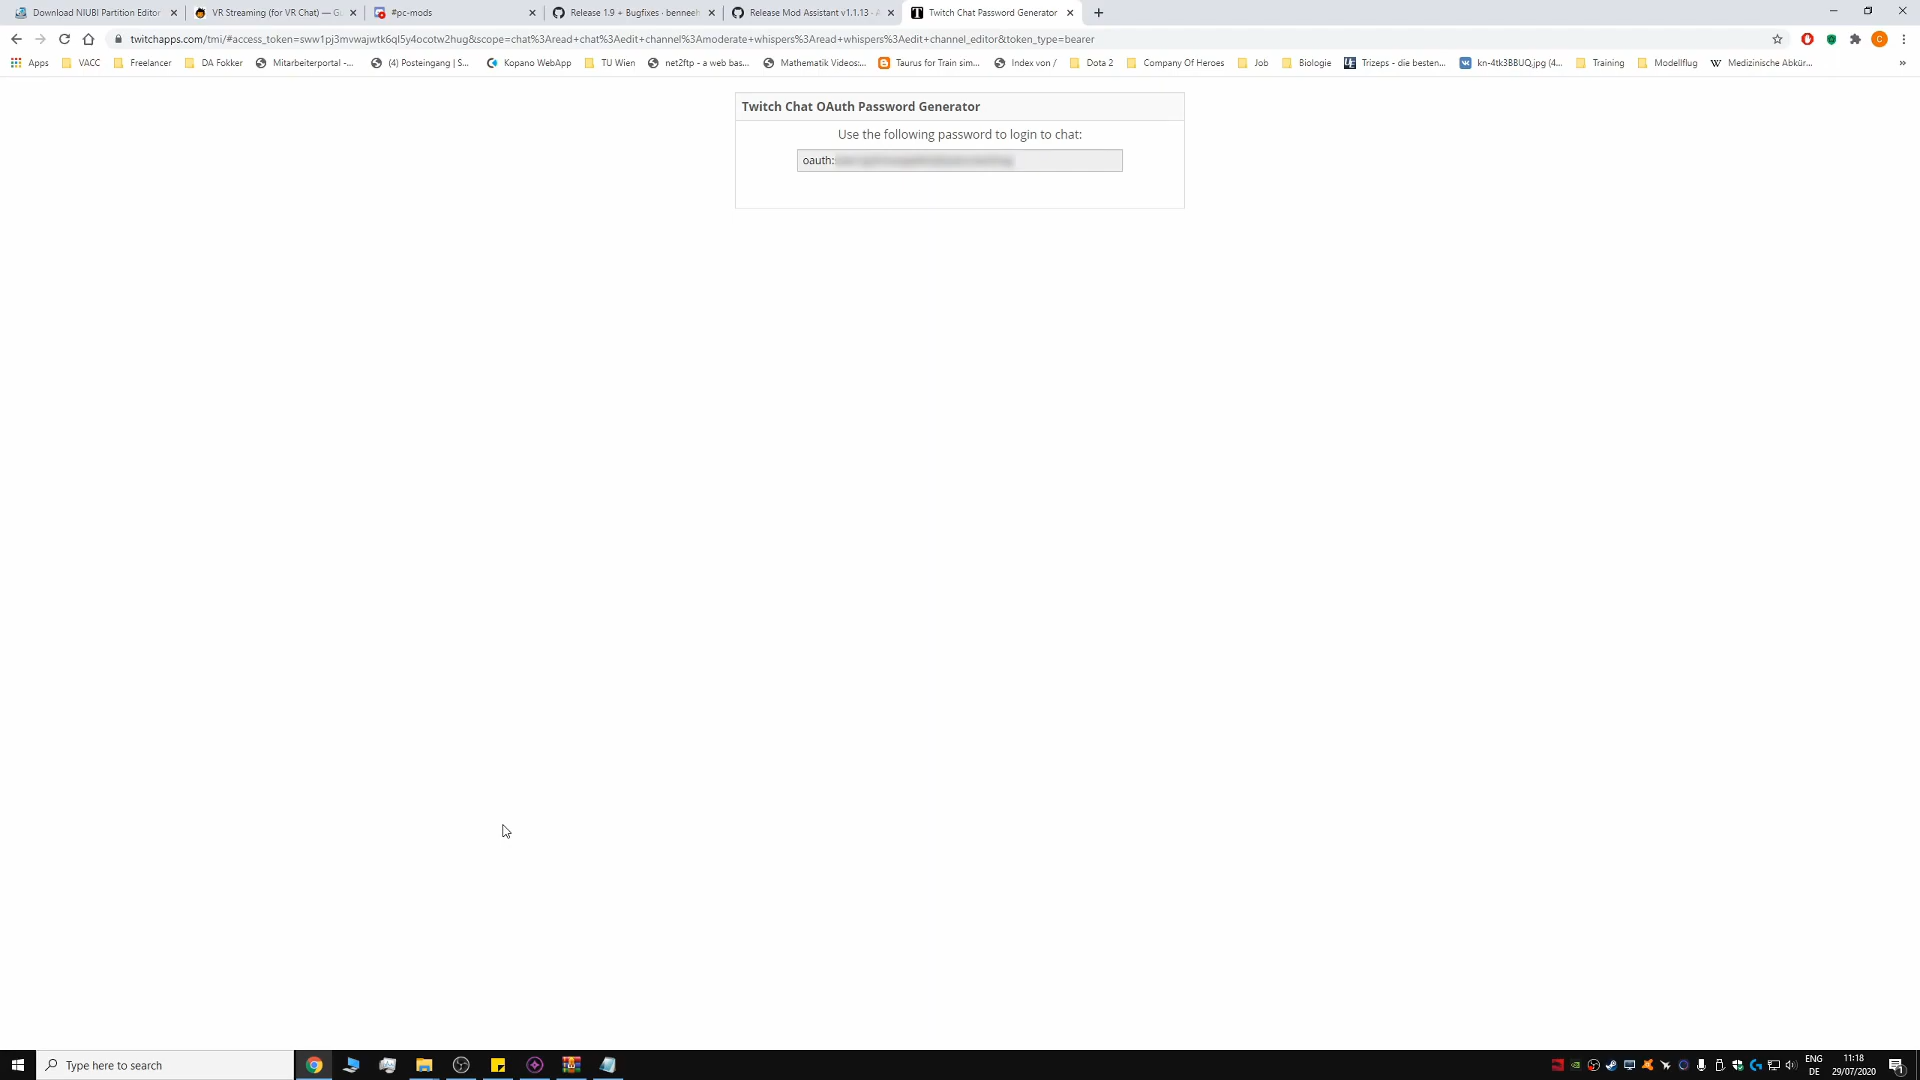 Download NIUBI Partition Editor
VR Streaming (for VR Chat) — Gu
#pc-mods
Release 1.9 + Bugfixes · benneeh
Release Mod Assistant v1.1.13 · A
Twitch Chat Password Generator
twitchapps.com/tmi/#access_token=sww1pj3mvwajwtk6ql5y4ocotw2hug&scope=chat%3Aread+chat%3Aedit+channel%3Amoderate+whispers%3Aread+whispers%3Aedit+channel_editor&token_type=bearer
C
Apps
VACC
Freelancer
DA Fokker
Mitarbeiterportal -...
(4) Posteingang | S...
Kopano WebApp
TU Wien
net2ftp - a web bas...
Mathematik Videos:...
Taurus for Train sim...
Index von /
Dota 2
Company Of Heroes
Job
Biologie
Trizeps - die besten...
kn-4tk3BBUQ.jpg (4...
Training
Modellflug
Medizinische Abkür...
Twitch Chat OAuth Password Generator
Use the following password to login to chat:
oauth:
Type here to search
ENG
DE
11:18
29/07/2020